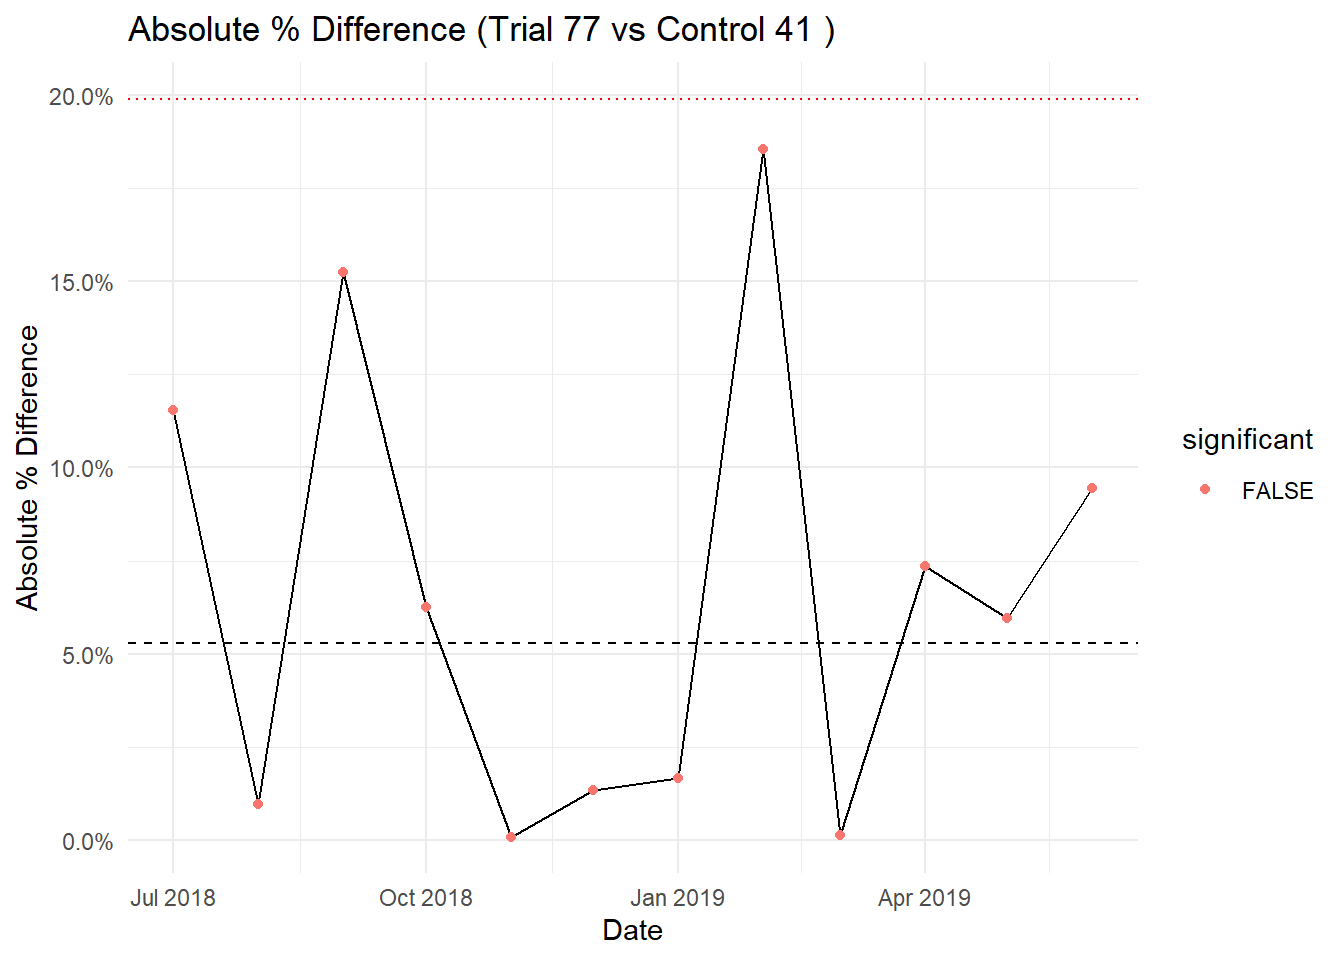 Absolute % Difference (Trial 77 vs Control 41 )
Absolute % Difference
20.0%
15.0%
10.0%
5.0%
0.0%
Jul 2018 Oct 2018 Jan 2019 Apr 2019
Date
significant
FALSE